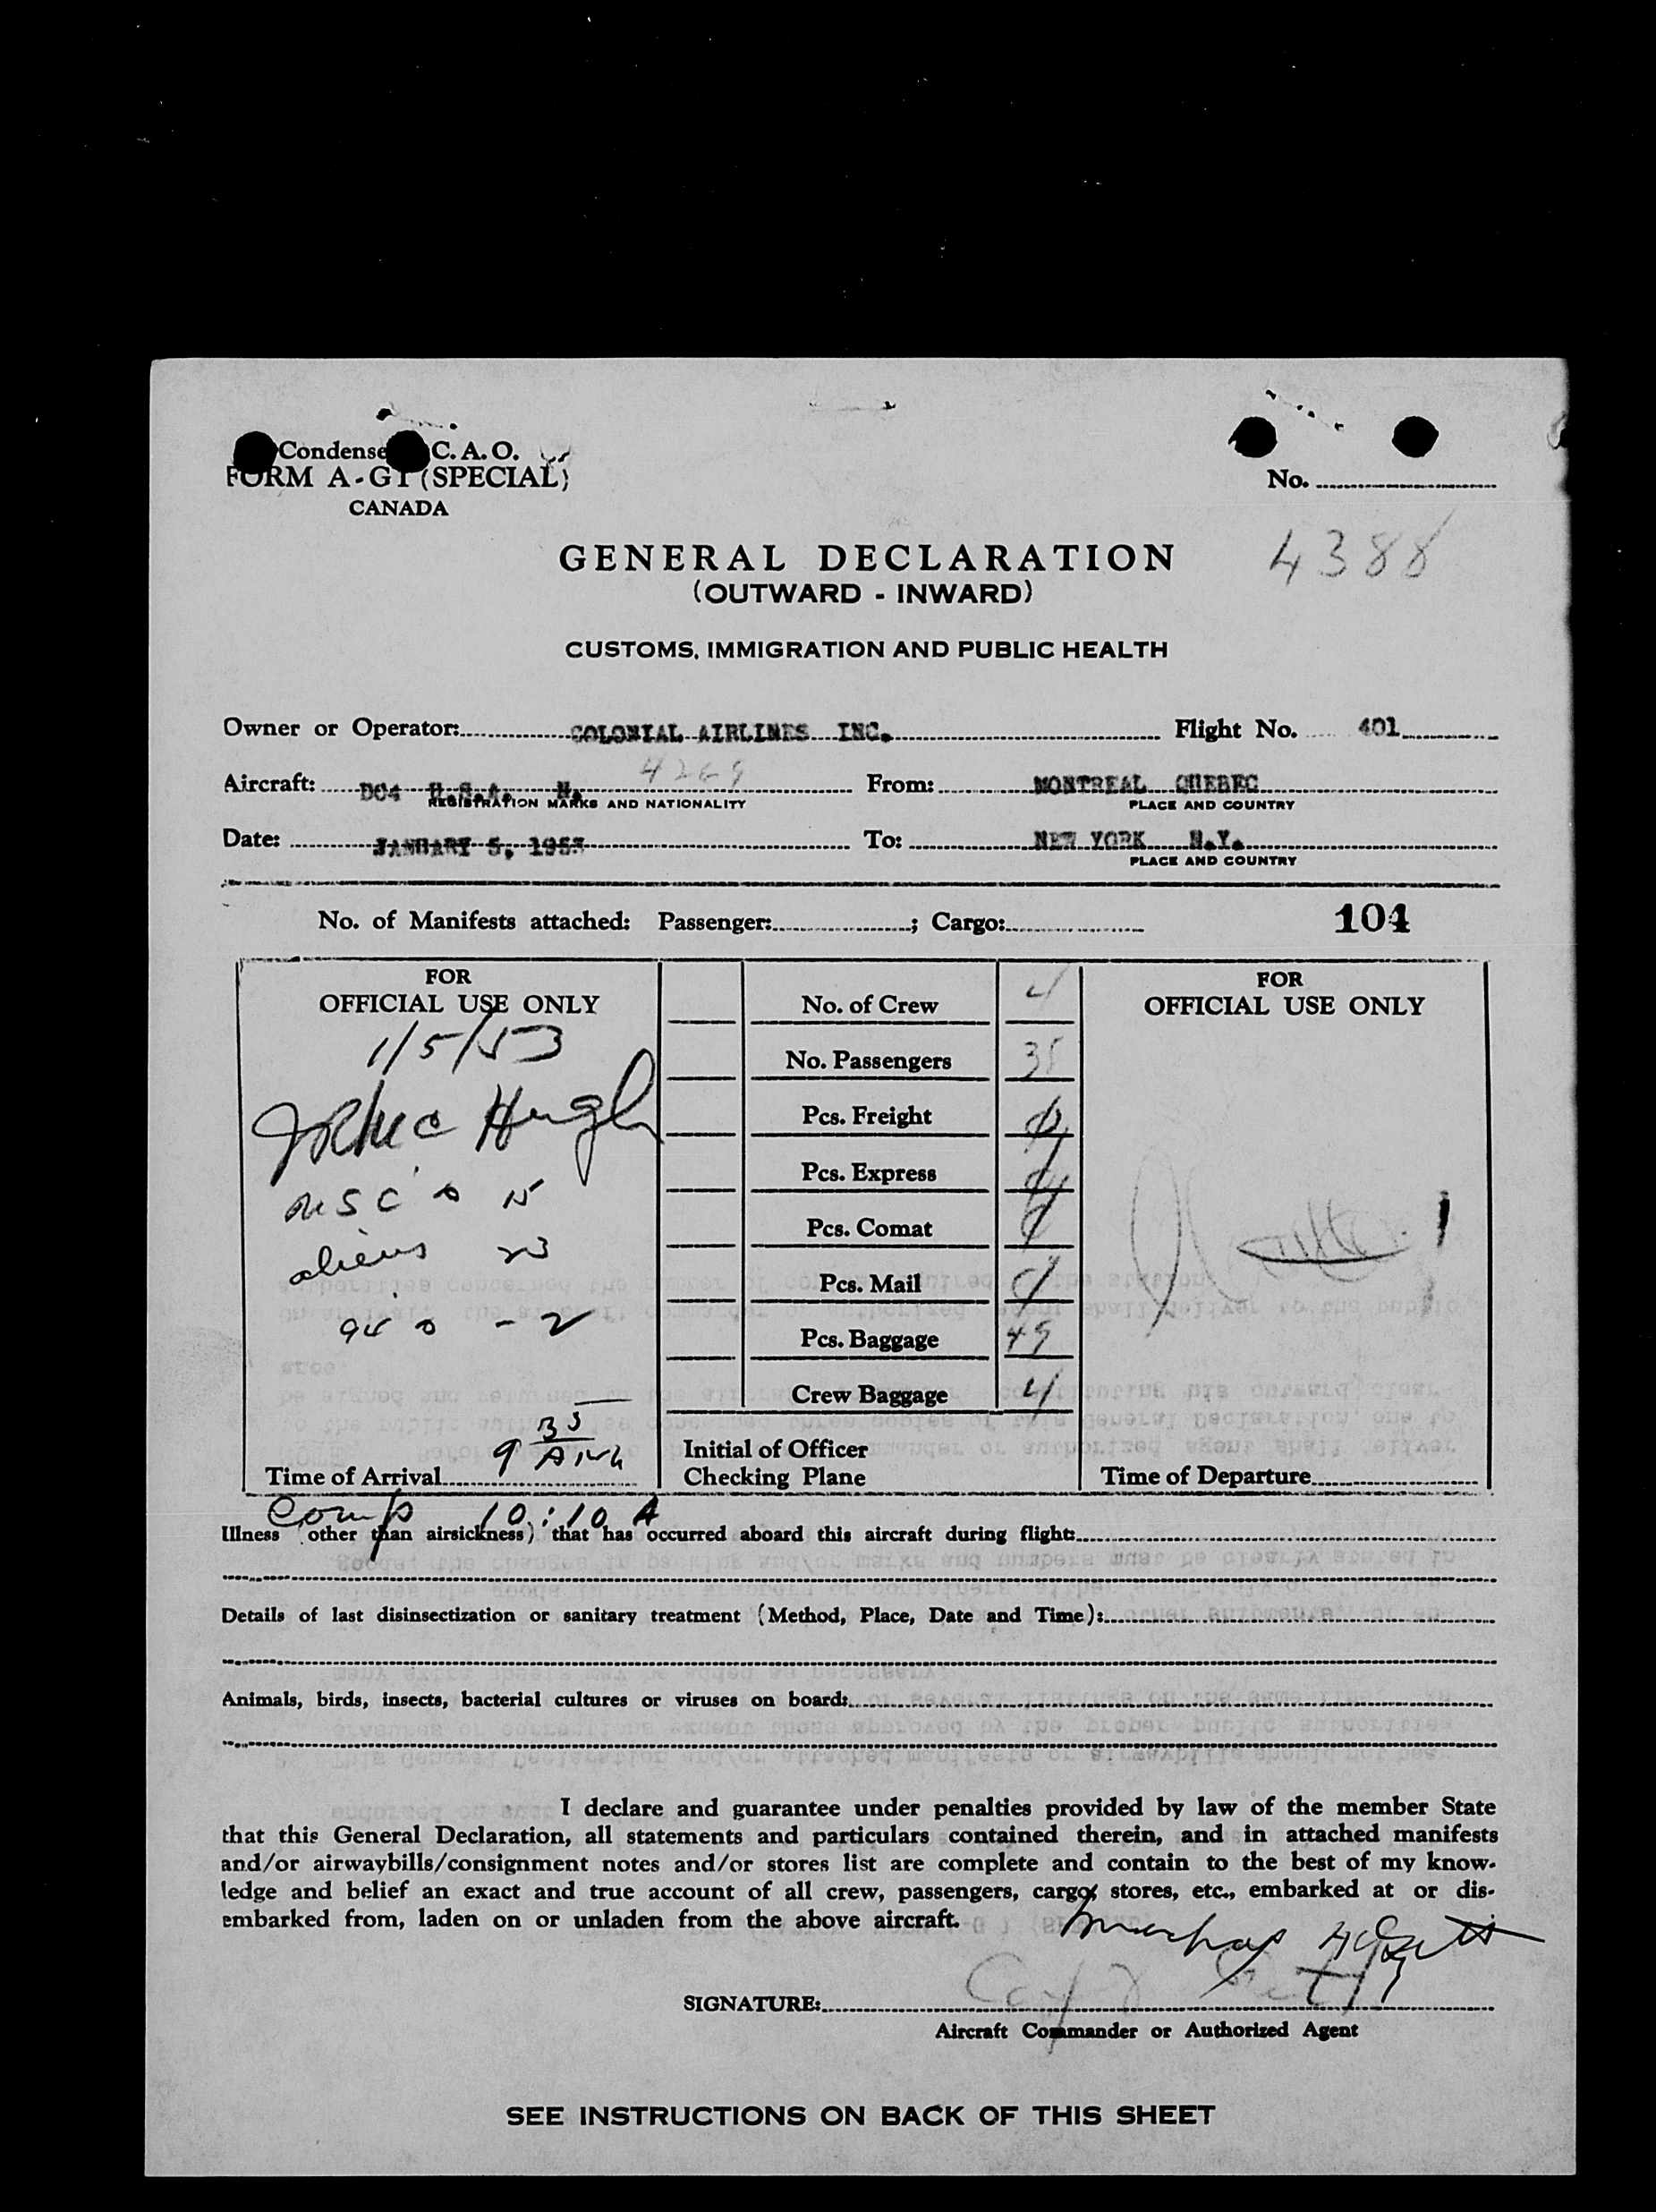 Condense C. A. O.
FORM A - G1 (SPECIAL)
CANADA
No.
4388
GENERAL DECLARATION
(OUTWARD - INWARD)
CUSTOMS, IMMIGRATION AND PUBLIC HEALTH
Owner or Operator: COLONIAL AIRLINES INC. Flight No. 401
Aircraft: DC4 U.S.A. N. 4269 From: MONTREAL QUEBEC
REGISTRATION MARKS AND NATIONALITY PLACE AND COUNTRY
Date: JANUARY 5, 1953 To: NEW YORK N.Y.
PLACE AND COUNTRY
No. of Manifests attached: Passenger: ; Cargo: 104
FOR
OFFICIAL USE ONLY
1/5/53
USC 15
aliens 23
9
35
Time of Arrival
Comp 10:10 A
No. of Crew 4
No. Passengers
Pcs. Freight
Pcs. Express
Pcs. Comat
Pcs. Mail
Pcs. Baggage 49
Crew Baggage 4
Initial of Officer
Checking Plane
FOR
OFFICIAL USE ONLY
Time of Departure
Illness (other than airsickness) that has occurred aboard this aircraft during flight:
Details of last disinsectization or sanitary treatment (Method, Place, Date and Time):
Animals, birds, insects, bacterial cultures or viruses on board:
I declare and guarantee under penalties provided by law of the member State
that this General Declaration, all statements and particulars contained therein, and in attached manifests
and/or airwaybills/consignment notes and/or stores list are complete and contain to the best of my know-
ledge and belief an exact and true account of all crew, passengers, cargo, stores, etc., embarked at or dis-
embarked from, laden on or unladen from the above aircraft.
SIGNATURE:
Aircraft Commander or Authorized Agent
SEE INSTRUCTIONS ON BACK OF THIS SHEET